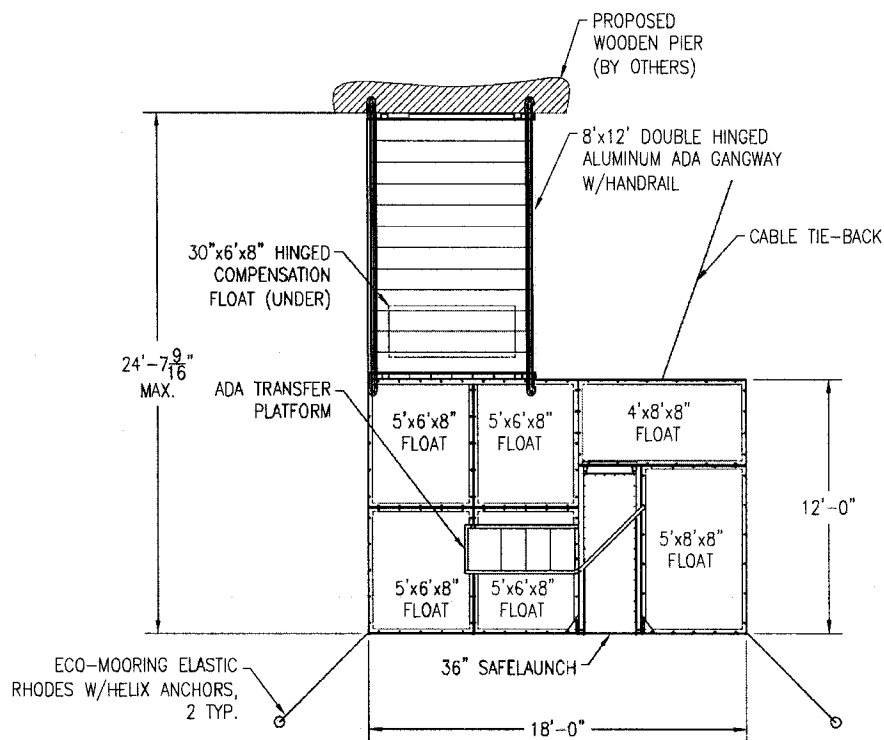 PROPOSED
WOODEN PIER
(BY OTHERS)
8'x12' DOUBLE HINGED
ALUMINUM ADA GANGWAY
W/HANDRAIL
CABLE TIE-BACK
30"x6'x8" HINGED
COMPENSATION
FLOAT (UNDER)
24'-7 9/16"
MAX.
ADA TRANSFER
PLATFORM
5'x6'x8"
FLOAT
5'x6'x8"
FLOAT
4'x8'x8"
FLOAT
12'-0"
5'x8'x8"
FLOAT
5'x6'x8"
FLOAT
5'x6'x8"
FLOAT
ECO-MOORING ELASTIC
RHODES W/HELIX ANCHORS,
2 TYP.
36" SAFELAUNCH
18'-0"